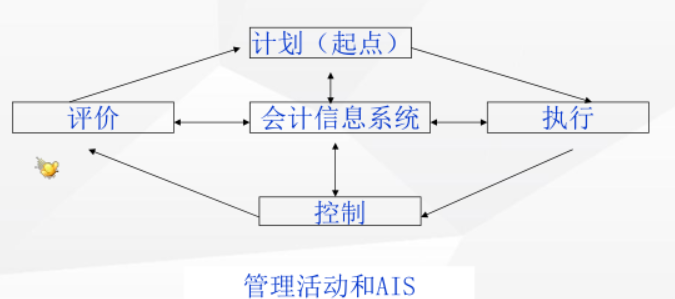 计划（起点）
评价
会计信息系统
执行
控制
管理活动和AIS